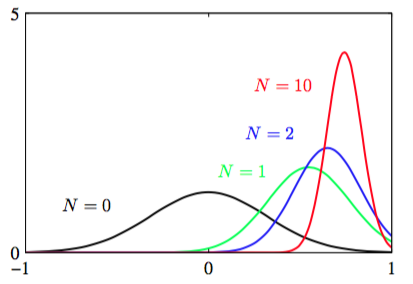 5
N = 10
N = 2
N = 1
N = 0
0
−1
0
1